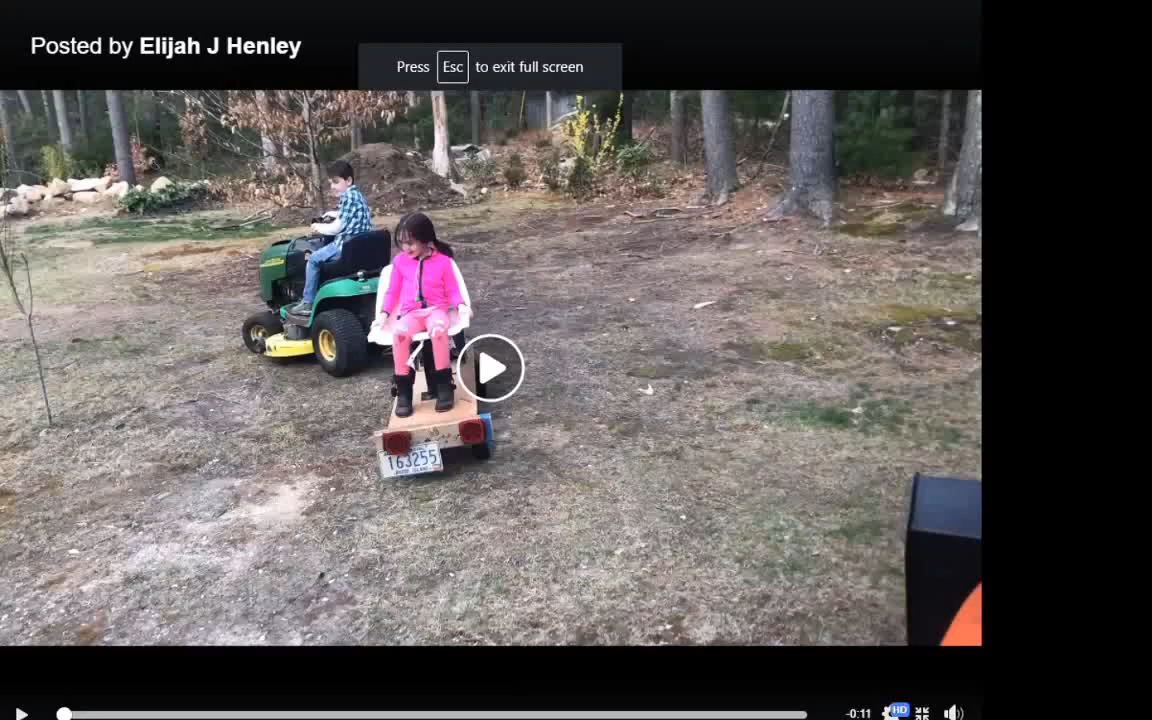 Posted by Elijah J Henley
Press Esc to exit full screen
163255
-0:11
HD